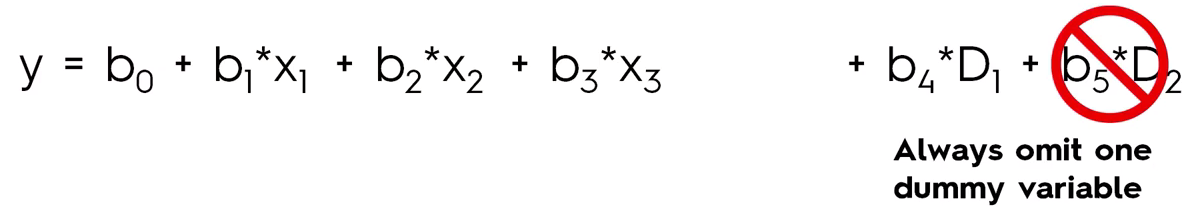 y = b₀ + b₁*x₁ + b₂*x₂ + b₃*x₃ + b₄*D₁ + b₅*D₂
Always omit one
dummy variable